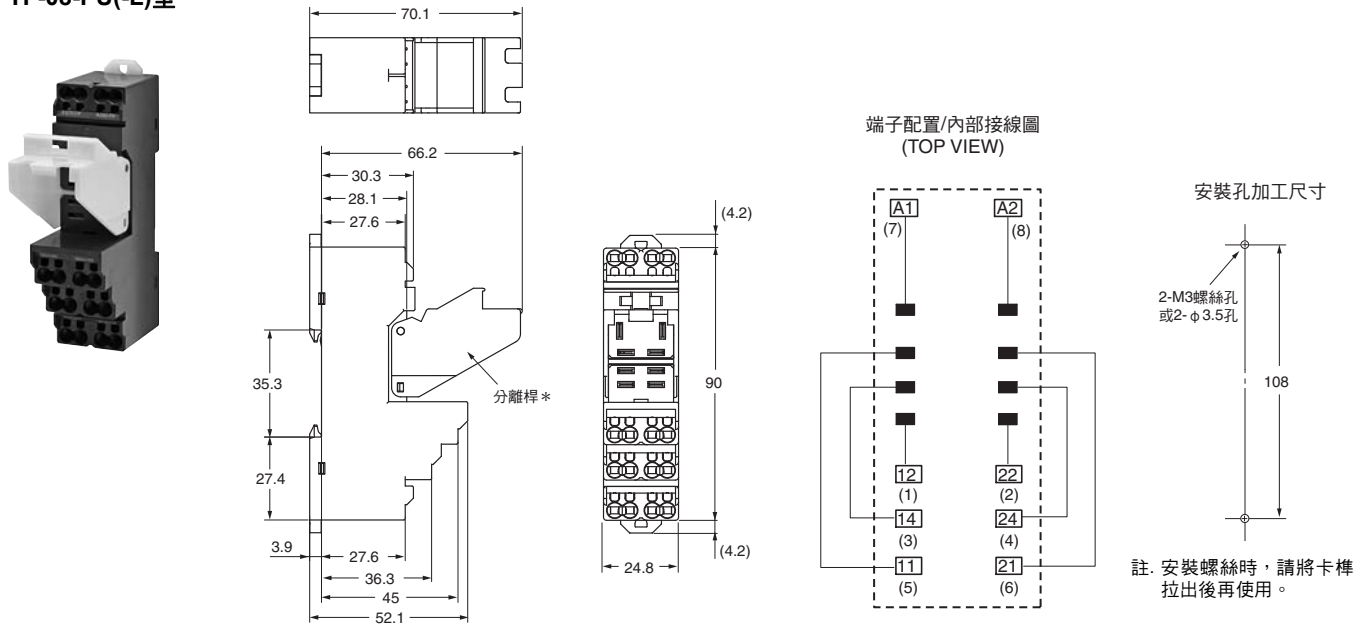 70.1
66.2
30.3
28.1
27.6
35.3
27.4
3.9
27.6
36.3
45
52.1
分離桿*
(4.2)
90
(4.2)
24.8
端子配置/內部接線圖
(TOP VIEW)
A1 A2
(7) (8)
12 22
(1) (2)
14 24
(3) (4)
11 21
(5) (6)
安裝孔加工尺寸
2-M3螺絲孔
或2-φ3.5孔
108
註. 安裝螺絲時，請將卡榫
拉出後再使用。